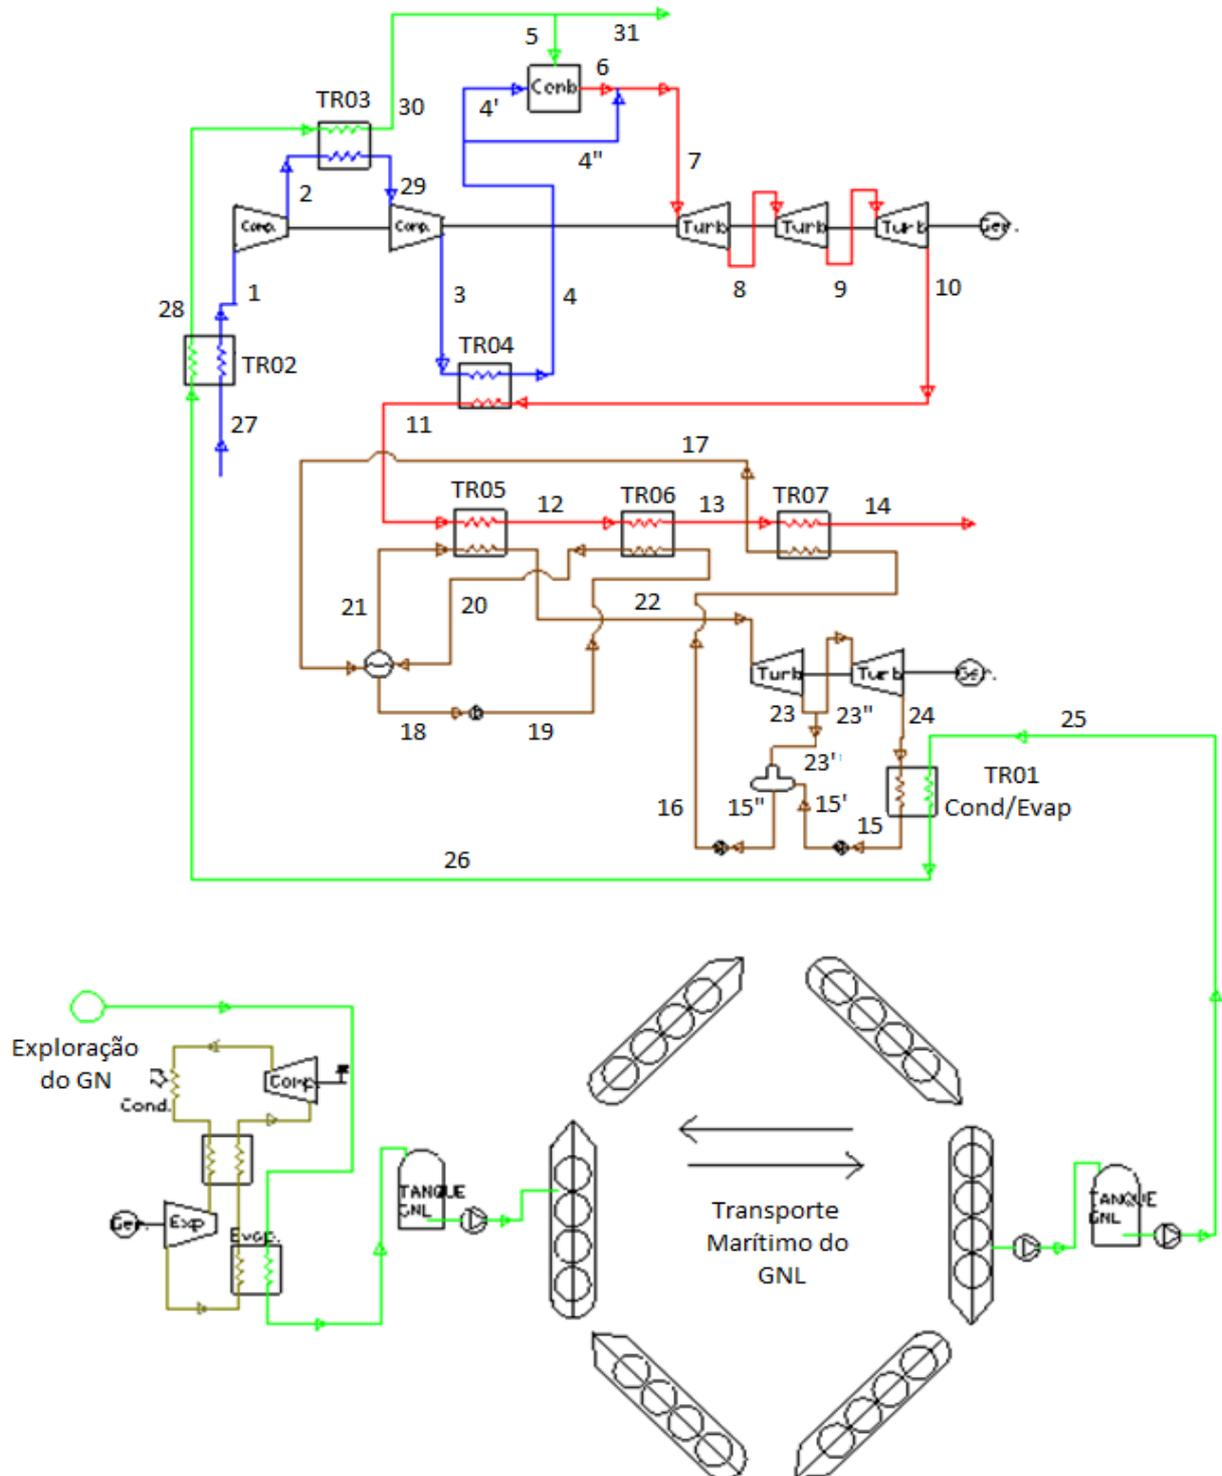 5
31
6
Comb
TR03
30
4'
4"
7
2
29
Comp.
Comp.
Turb
Turb
Turb
Ger.
1
3
4
8
9
10
28
TR04
TR02
11
27
17
TR05
12
TR06
13
TR07
14
21
20
22
Turb
Turb
Ger.
23
23"
24
25
18
19
23'
TR01
Cond/Evap
16
15"
15'
15
26
Exploração
do GN
Comp
Cond.
TANQUE
GNL
Ger.
Exp
Evap.
Transporte
Marítimo do
GNL
TANQUE
GNL